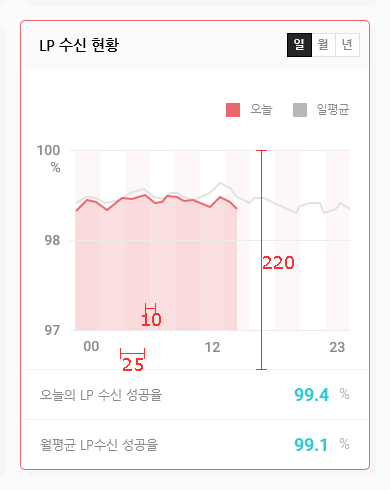 LP 수신 현황
일 월 년
오늘 일평균
100
%
98
220
97
10
00 12 23
25
오늘의 LP 수신 성공율 99.4 %
월평균 LP수신 성공율 99.1 %